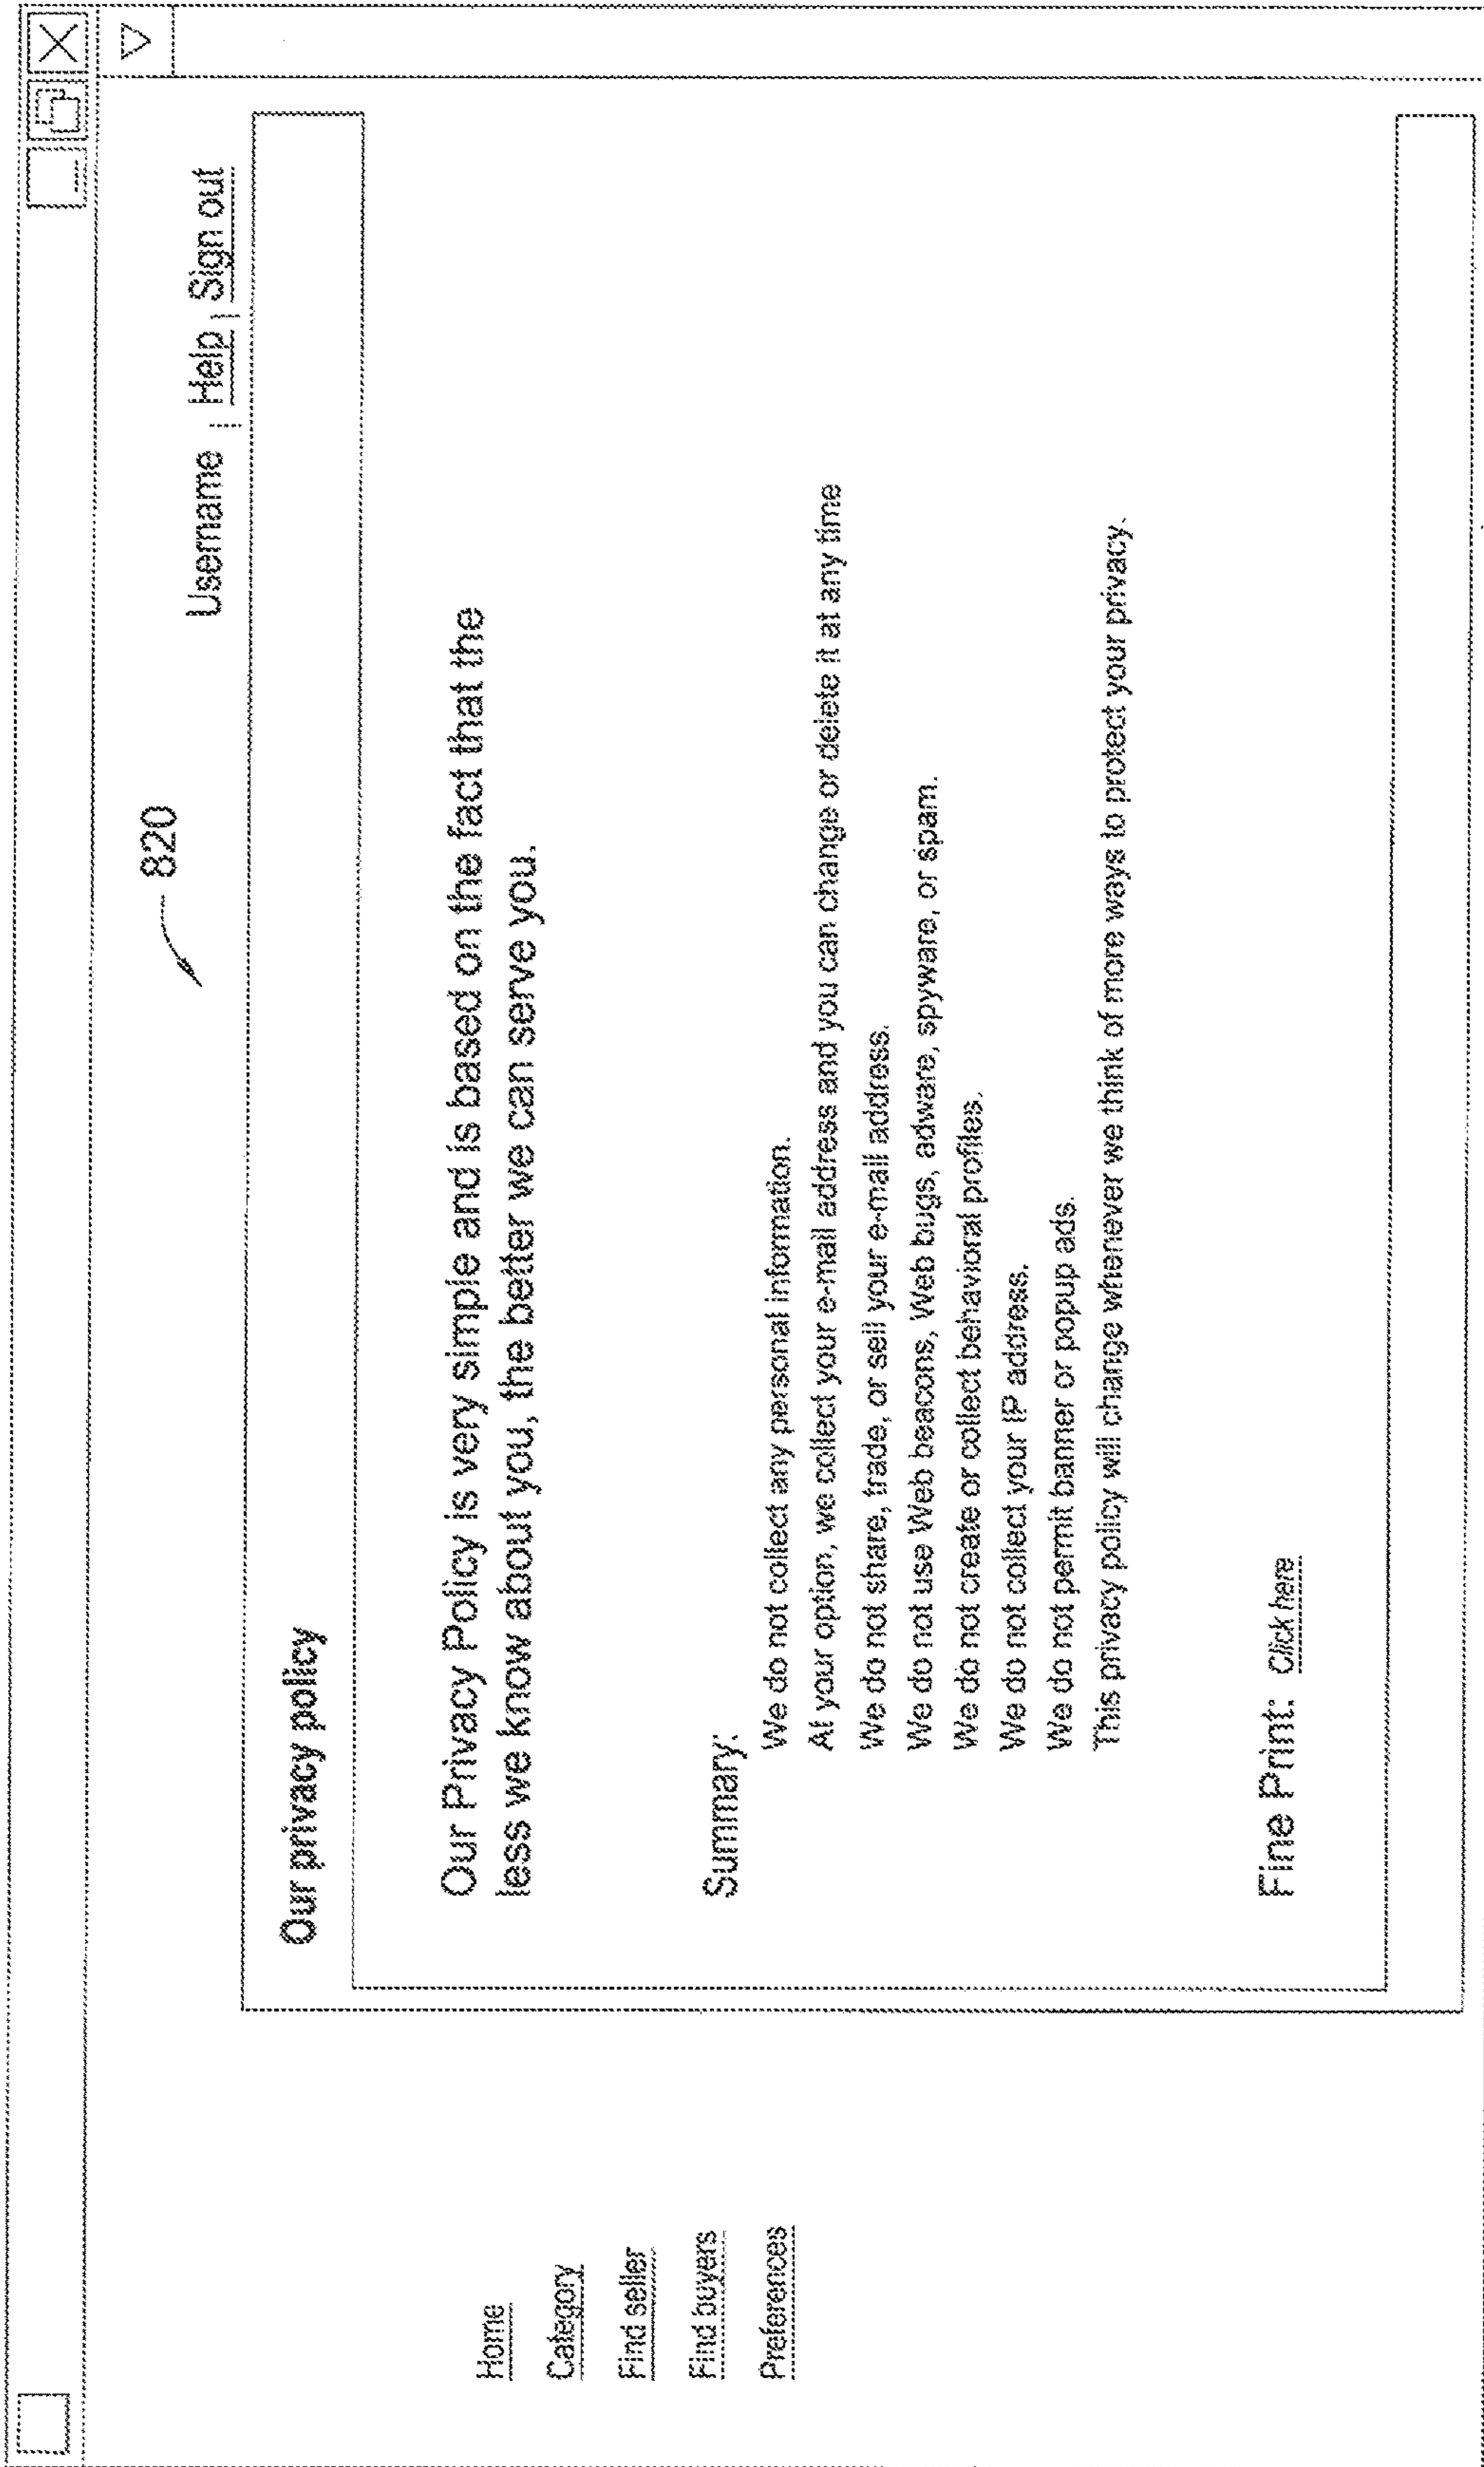 820
Username | Help | Sign out
Our privacy policy
Home
Category
Find seller
Find buyers
Preferences
Our Privacy Policy is very simple and is based on the fact that the
less we know about you, the better we can serve you.
Summary:
We do not collect any personal information.
At your option, we collect your e-mail address and you can change or delete it at any time
We do not share, trade, or sell your e-mail address.
We do not use Web beacons, Web bugs, adware, spyware, or spam.
We do not create or collect behavioral profiles.
We do not collect your IP address.
We do not permit banner or popup ads.
This privacy policy will change whenever we think of more ways to protect your privacy.
Fine Print: Click here